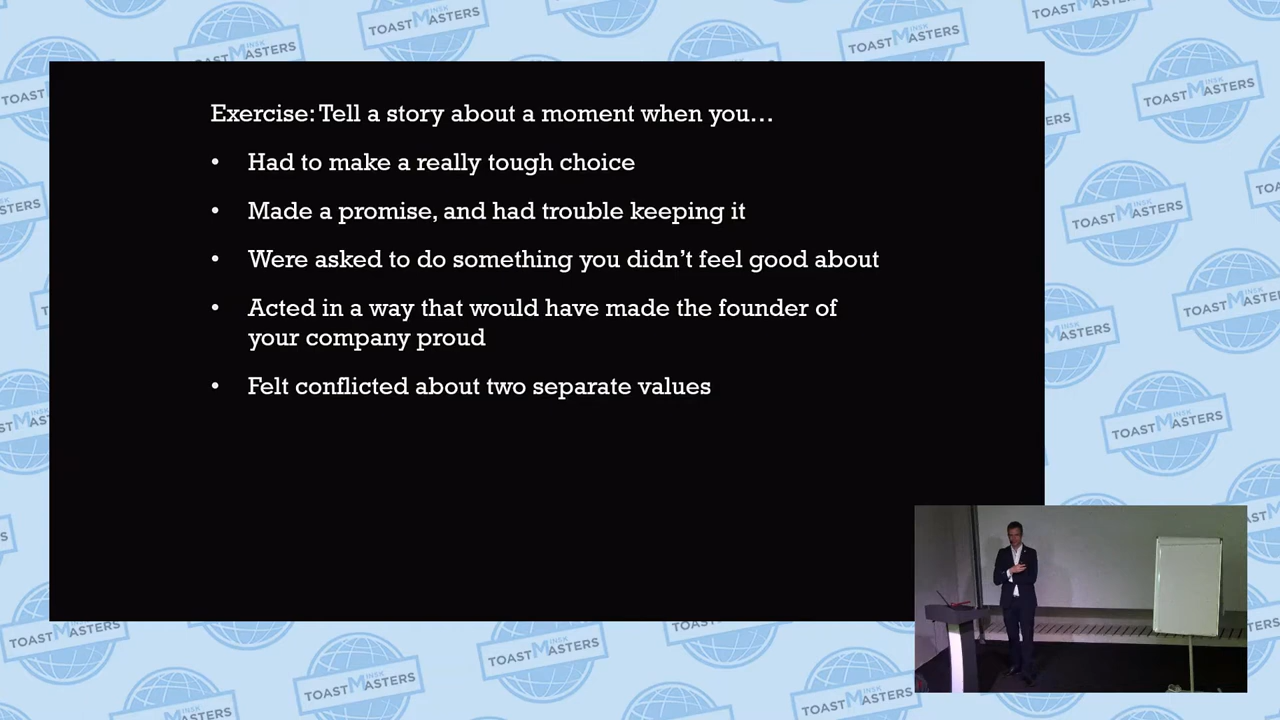 Exercise: Tell a story about a moment when you…
• Had to make a really tough choice
• Made a promise, and had trouble keeping it
• Were asked to do something you didn’t feel good about
• Acted in a way that would have made the founder of
your company proud
• Felt conflicted about two separate values
MINSK
TOASTMASTERS